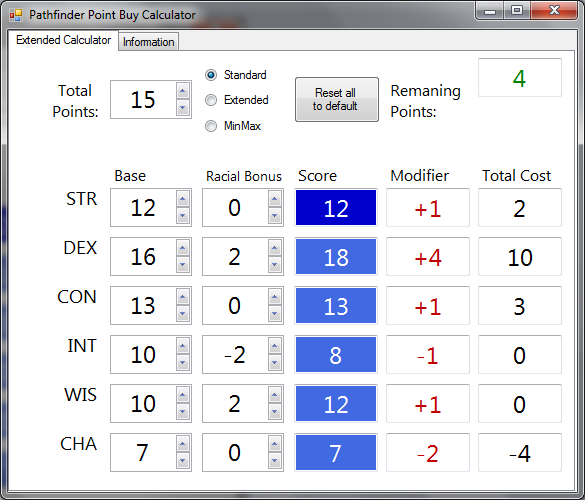 Pathfinder Point Buy Calculator
Extended Calculator Information
Total Points: 15
Standard
Extended
MinMax
Reset all to default
Remaning Points: 4
Base Racial Bonus Score Modifier Total Cost
STR 12 0 12 +1 2
DEX 16 2 18 +4 10
CON 13 0 13 +1 3
INT 10 -2 8 -1 0
WIS 10 2 12 +1 0
CHA 7 0 7 -2 -4